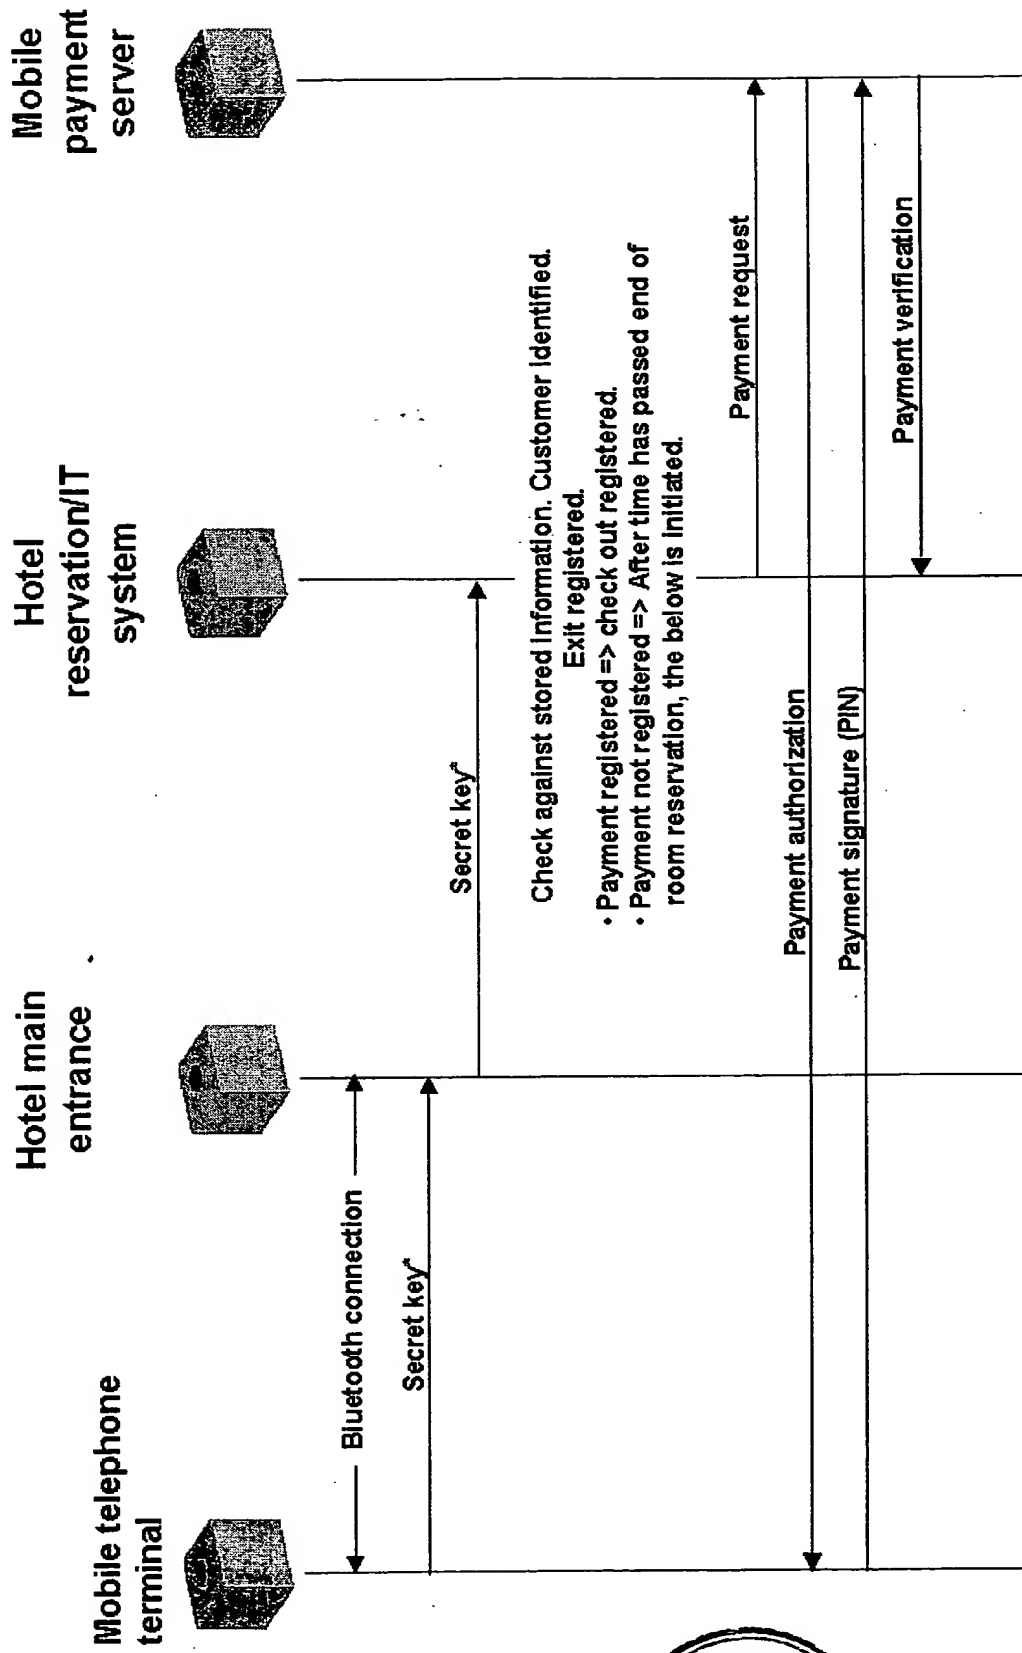 Mobile telephone
terminal
Hotel main
entrance
Hotel
reservation/IT
system
Mobile
payment
server
Bluetooth connection
Secret key*
Secret key*
Check against stored information. Customer identified.
Exit registered.
• Payment registered => check out registered.
• Payment not registered => After time has passed end of
room reservation, the below is initiated.
Payment request
Payment authorization
Payment signature (PIN)
Payment verification